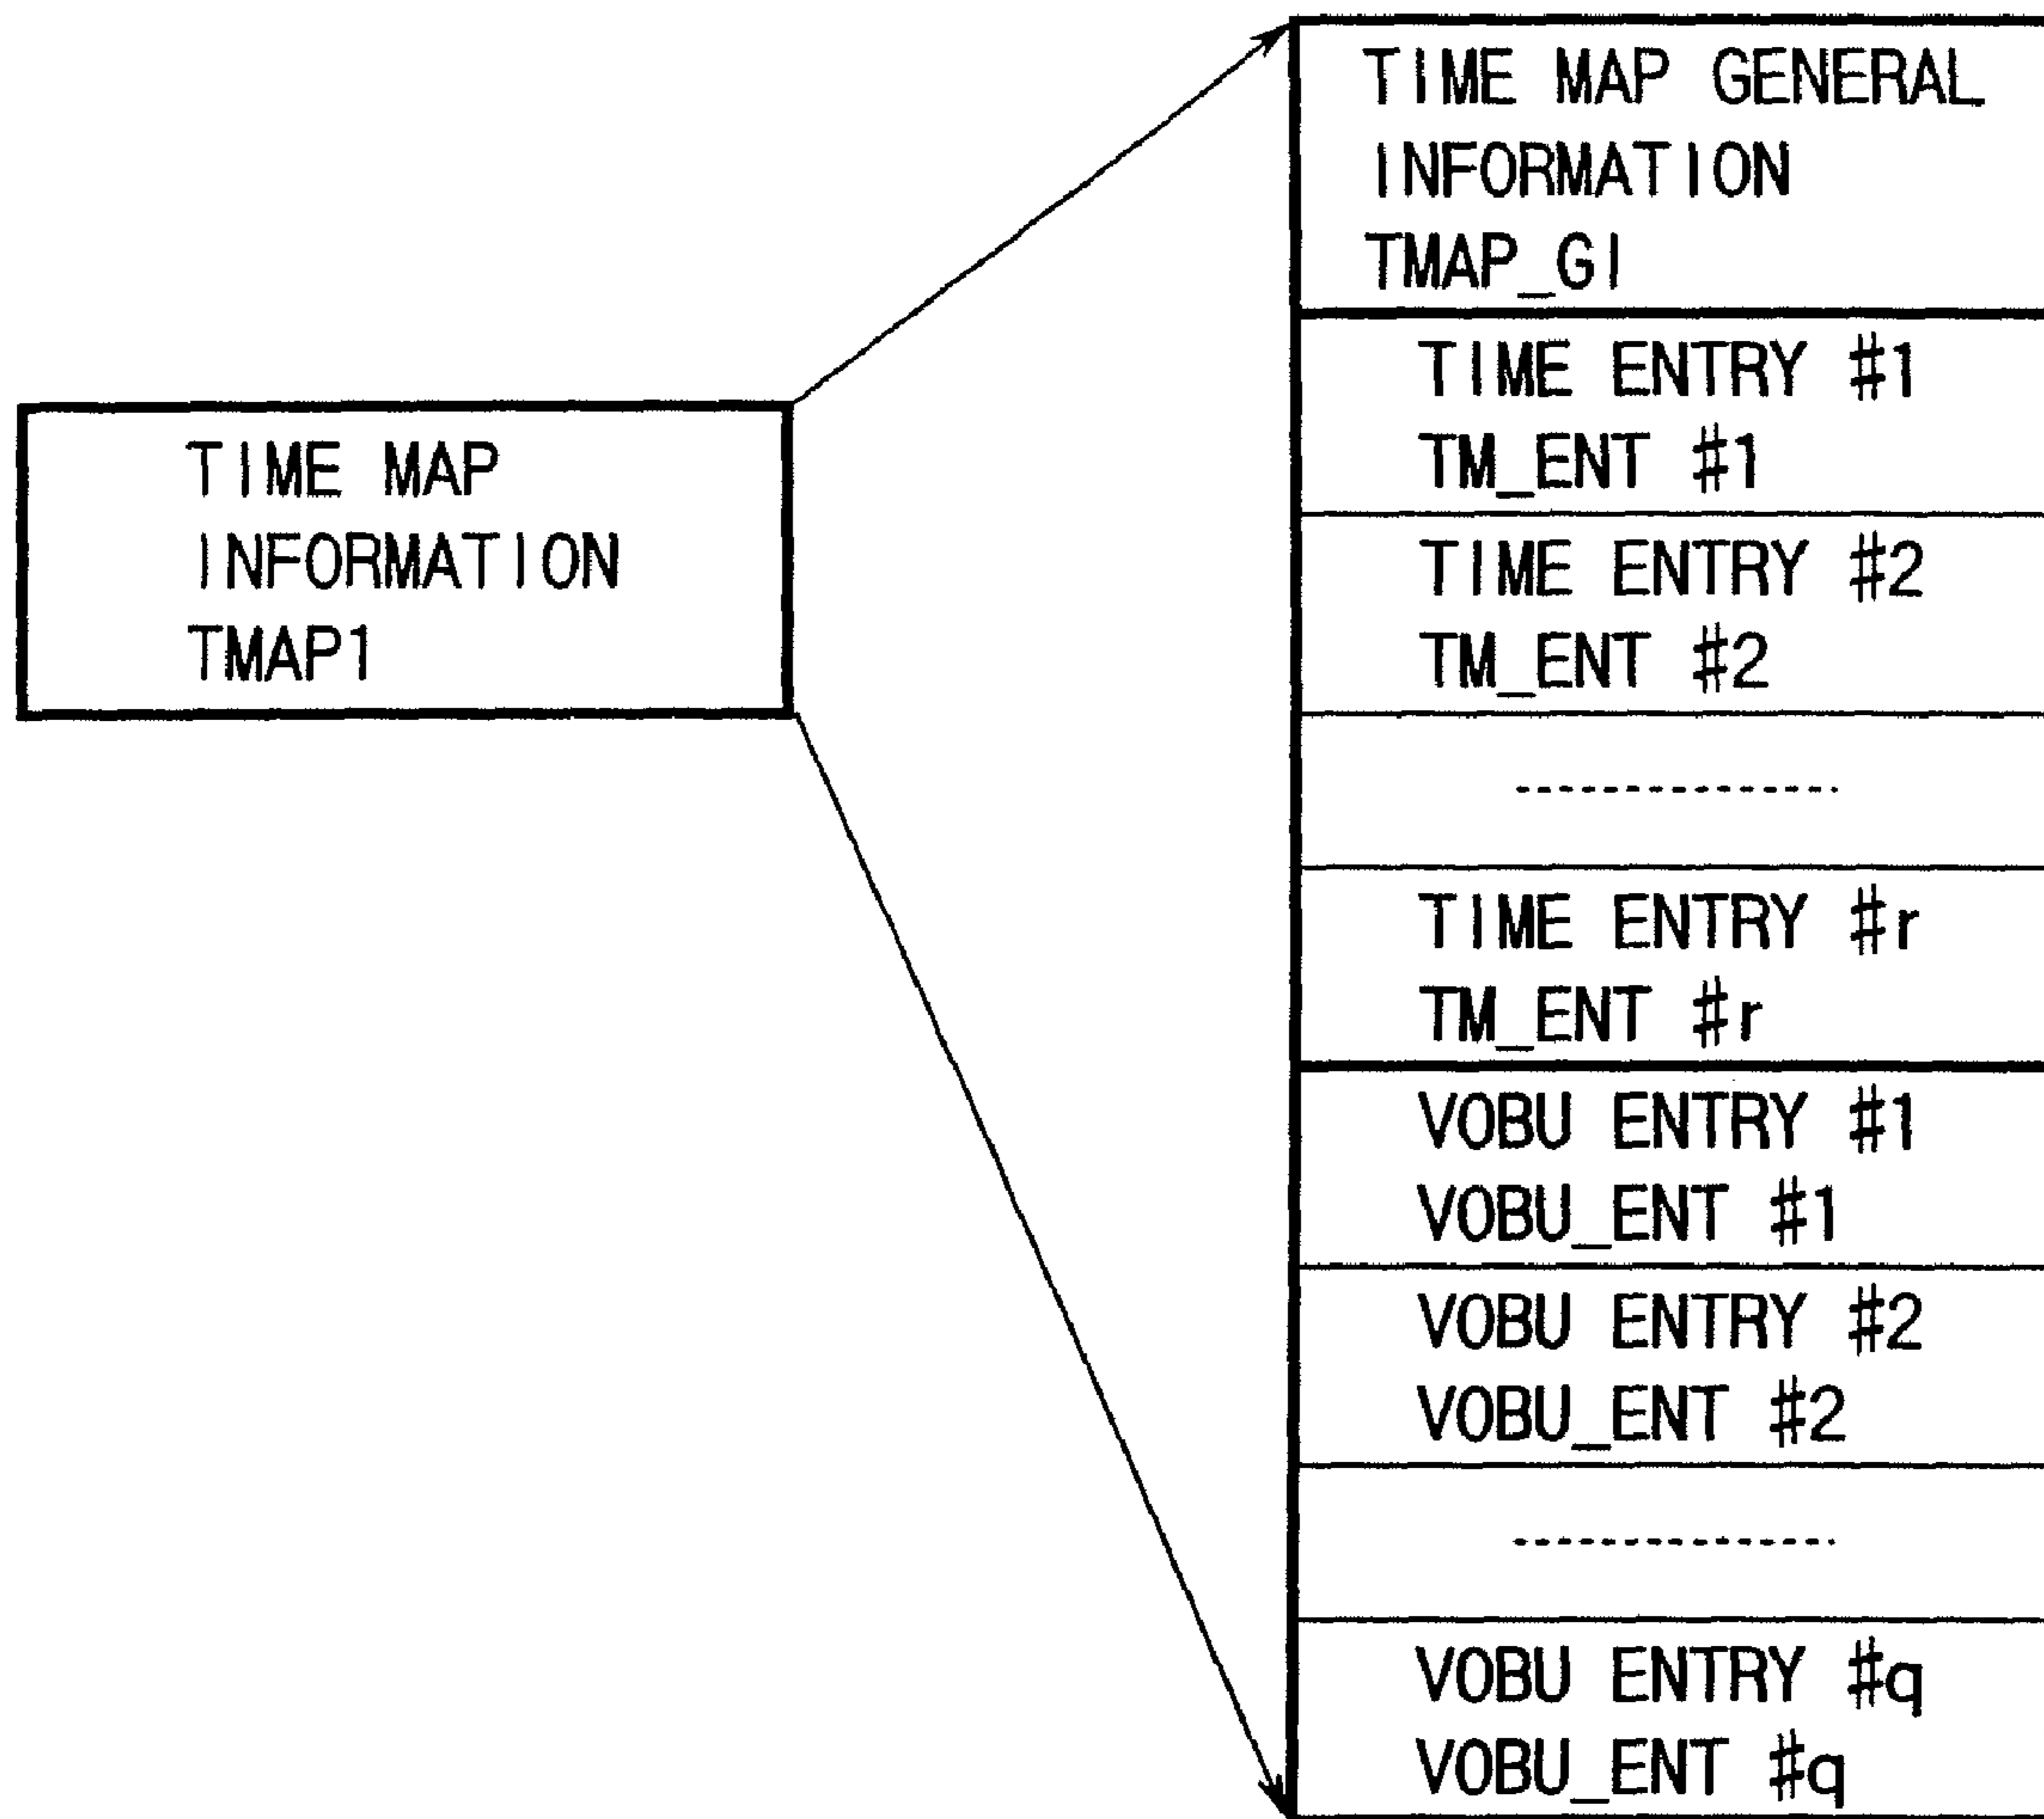 TIME MAP
INFORMATION
TMAP1
TIME MAP GENERAL
INFORMATION
TMAP_GI
TIME ENTRY #1
TM_ENT #1
TIME ENTRY #2
TM_ENT #2
TIME ENTRY #r
TM_ENT #r
VOBU ENTRY #1
VOBU_ENT #1
VOBU ENTRY #2
VOBU_ENT #2
VOBU ENTRY #q
VOBU_ENT #q